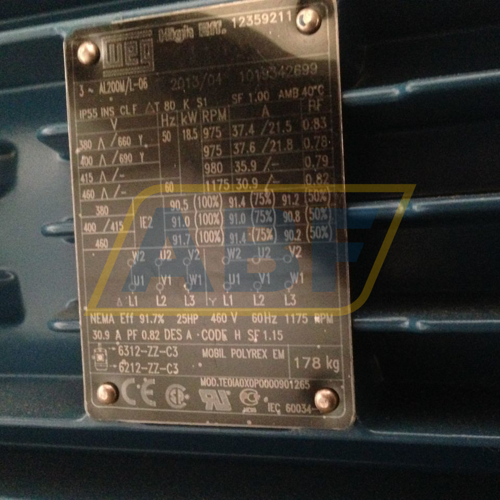 WEG High Eff. 12359211
3 ~ AL200M/L-06 2013/04 1019342699
IP55 INS CL F △T 80 K S1 SF 1.00 AMB 40°C
V Hz kW RPM A PF
380 △/660 Y 50 18.5 975 37.4/21.5 0.83
400 △/690 Y 975 37.6/21.8 0.78
415 △/- 980 35.9/- 0.79
460 △/- 60 1175 30.9/- 0.82
380 90.5 (100%) 91.4 (75%) 91.2 (50%)
400/415 IE2 91.0 (100%) 91.0 (75%) 90.8 (50%)
460 91.7 (100%) 91.4 (75%) 90.2 (50%)
W2 U2 V2 W2 U2 V2
U1 V1 W1 U1 V1 W1
△ L1 L2 L3 Y L1 L2 L3
NEMA Eff 91.7% 25HP 460 V 60Hz 1175 RPM
30.9 A PF 0.82 DES A CODE H SF 1.15
6312-ZZ-C3 MOBIL POLYREX EM 178 kg
6212-ZZ-C3
MOD.TE01A0X0P0000901265
CE IEC 60034-
ABF